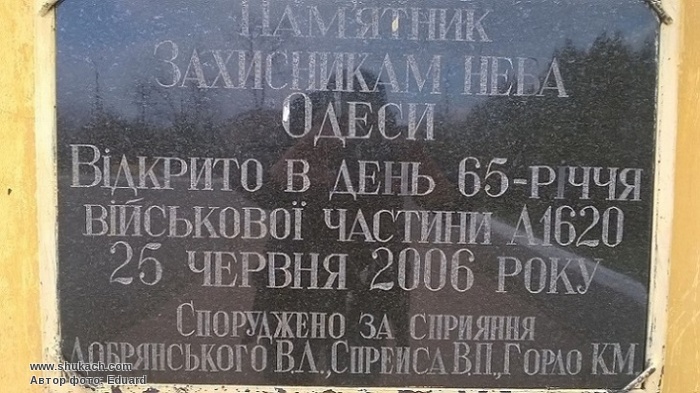 Пам'ятник
Захисникам неба
Одеси
Відкрито в день 65-річчя
військової частини А1620
25 червня 2006 року
Споруджено за сприяння
Добрянського В.Л., Спреиса В.П., Горло К.М.
www.shukach.com
Автор фото: Eduard